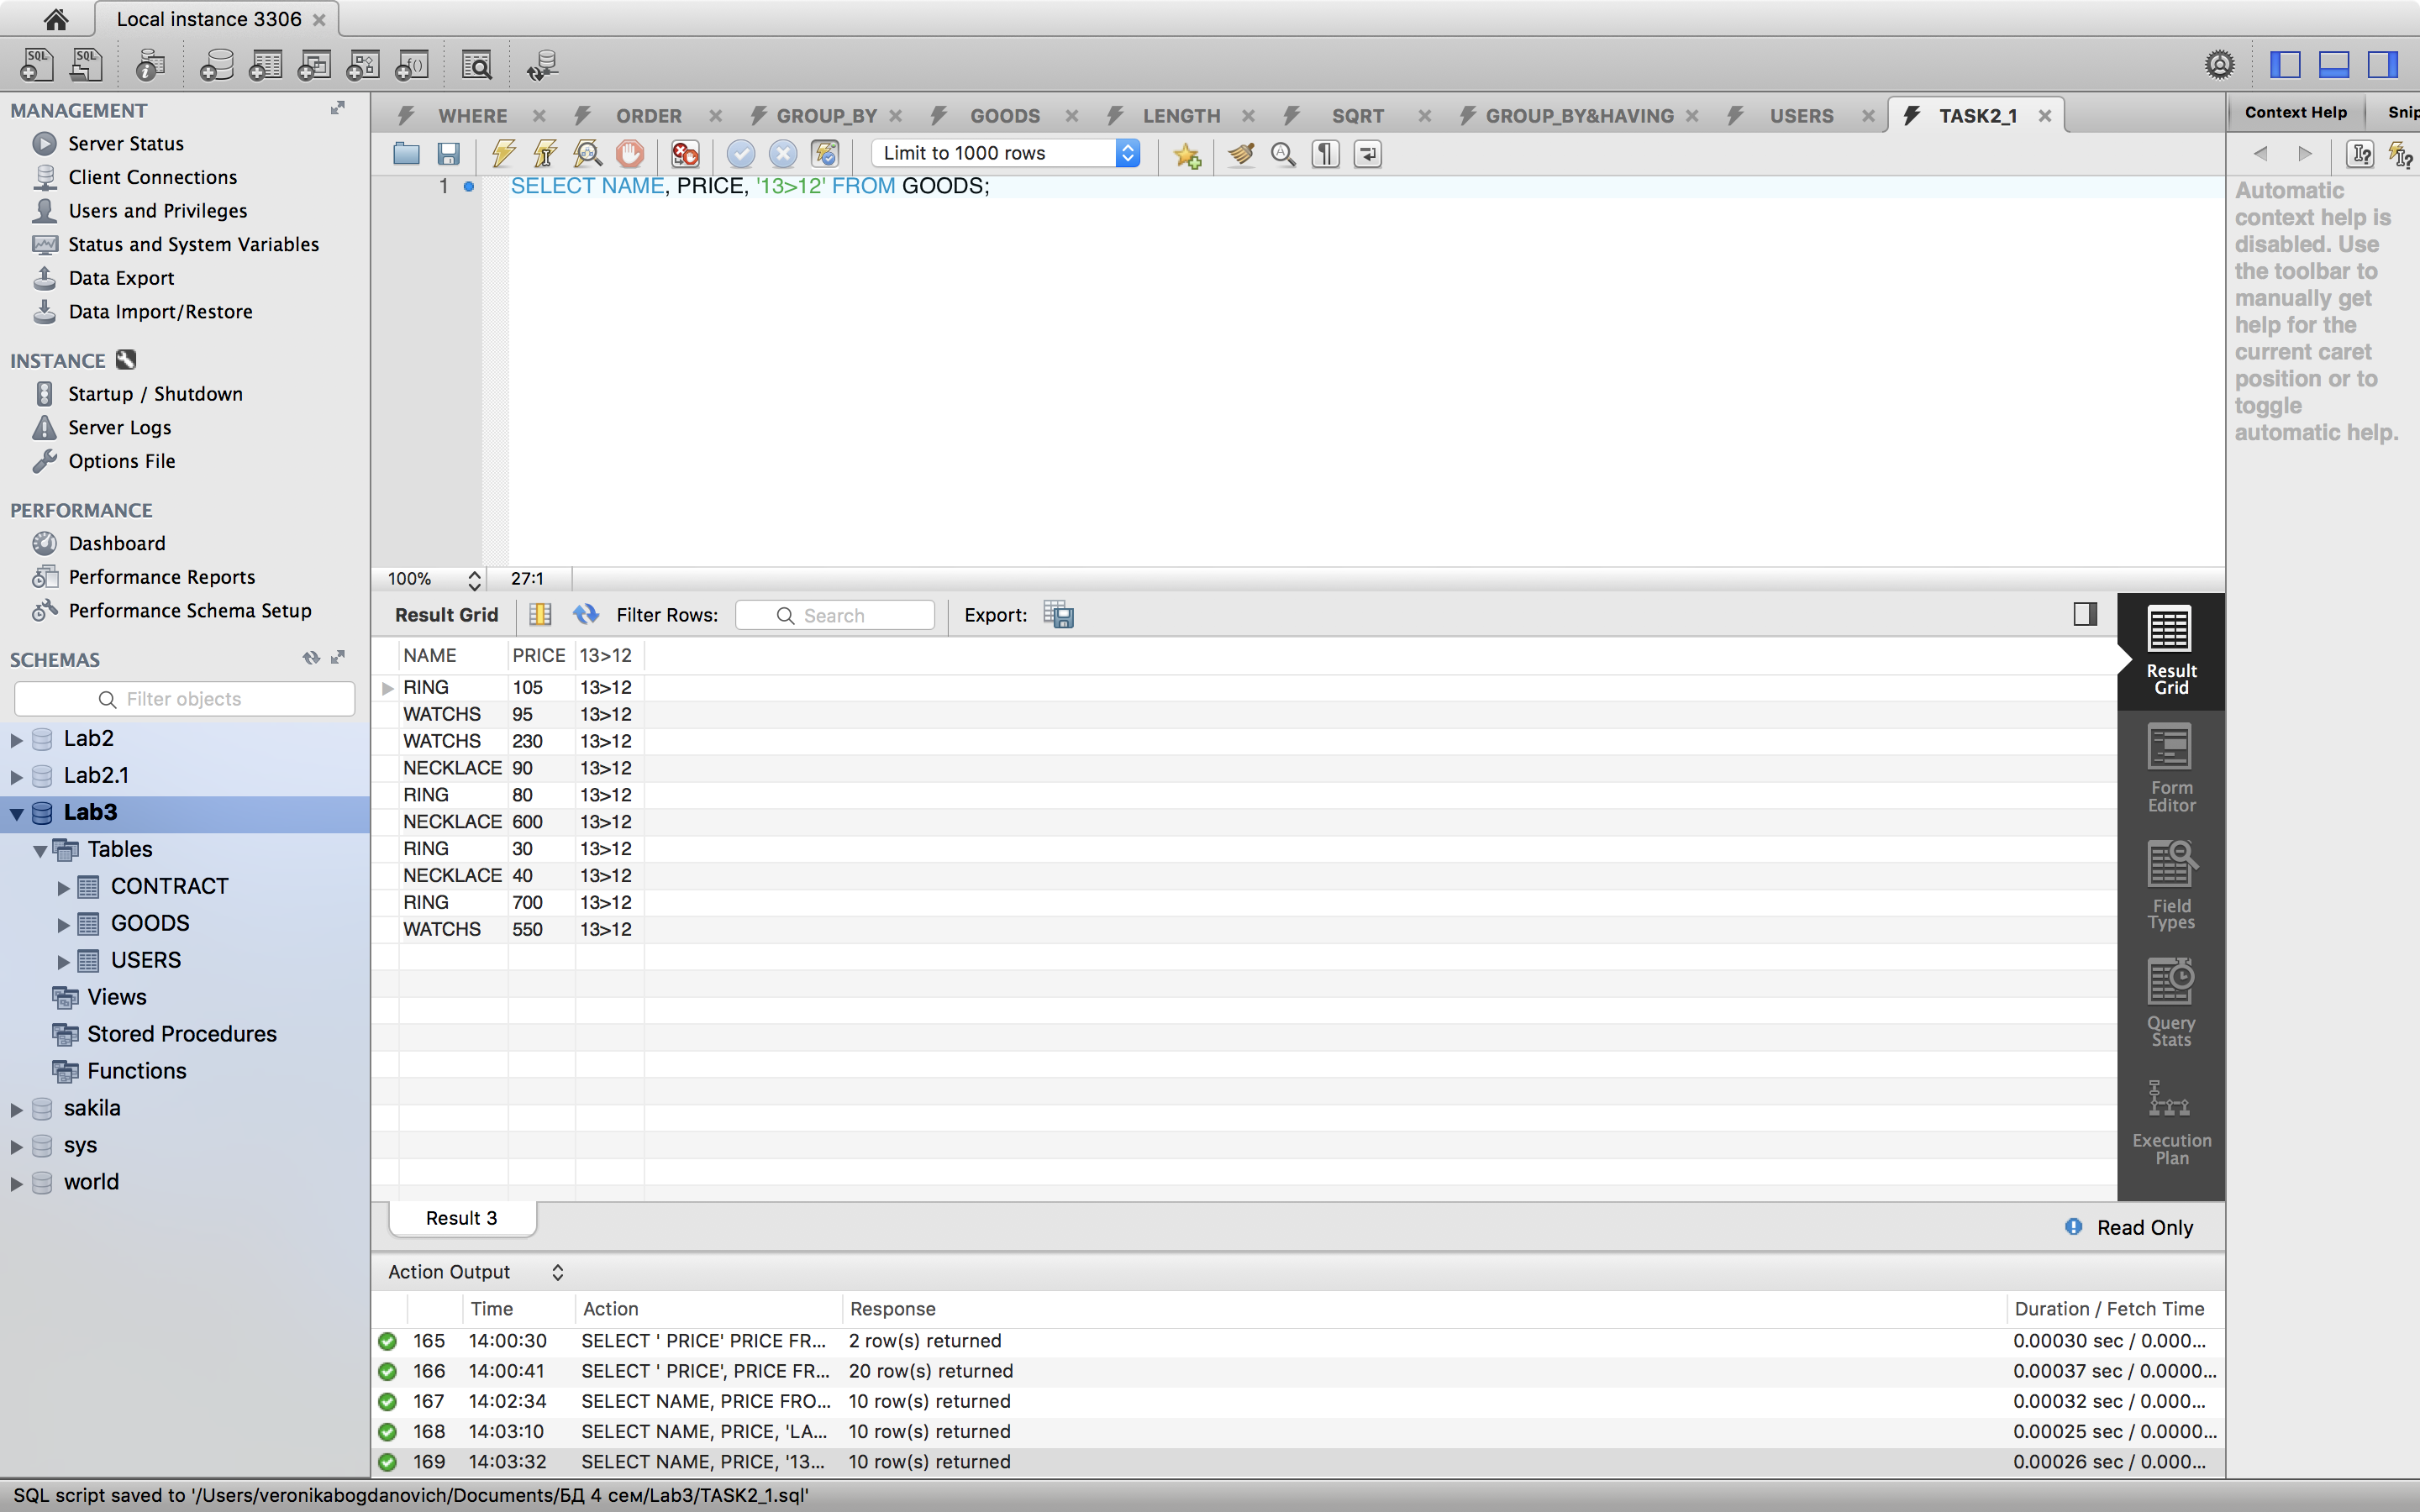 Local instance 3306
MANAGEMENT
Server Status
Client Connections
Users and Privileges
Status and System Variables
Data Export
Data Import/Restore
INSTANCE
Startup / Shutdown
Server Logs
Options File
PERFORMANCE
Dashboard
Performance Reports
Performance Schema Setup
SCHEMAS
Filter objects
Lab2
Lab2.1
Lab3
Tables
CONTRACT
GOODS
USERS
Views
Stored Procedures
Functions
sakila
sys
world
WHERE ORDER GROUP_BY GOODS LENGTH SQRT GROUP_BY&HAVING USERS TASK2_1
Limit to 1000 rows
1 SELECT NAME, PRICE, '13>12' FROM GOODS;
100% 27:1
Result Grid Filter Rows: Search Export:
NAME PRICE 13>12
RING 105 13>12
WATCHS 95 13>12
WATCHS 230 13>12
NECKLACE 90 13>12
RING 80 13>12
NECKLACE 600 13>12
RING 30 13>12
NECKLACE 40 13>12
RING 700 13>12
WATCHS 550 13>12
Result
Grid
Form
Editor
Field
Types
Query
Stats
Execution
Plan
Result 3
Read Only
Action Output
Time Action Response Duration / Fetch Time
165 14:00:30 SELECT ' PRICE' PRICE FR... 2 row(s) returned 0.00030 sec / 0.000...
166 14:00:41 SELECT ' PRICE', PRICE FR... 20 row(s) returned 0.00037 sec / 0.0000...
167 14:02:34 SELECT NAME, PRICE FRO... 10 row(s) returned 0.00032 sec / 0.000...
168 14:03:10 SELECT NAME, PRICE, 'LA... 10 row(s) returned 0.00025 sec / 0.0000...
169 14:03:32 SELECT NAME, PRICE, '13... 10 row(s) returned 0.00026 sec / 0.000...
Context Help Snip
Automatic
context help is
disabled. Use
the toolbar to
manually get
help for the
current caret
position or to
toggle
automatic help.
SQL script saved to '/Users/veronikabogdanovich/Documents/БД 4 сем/Lab3/TASK2_1.sql'